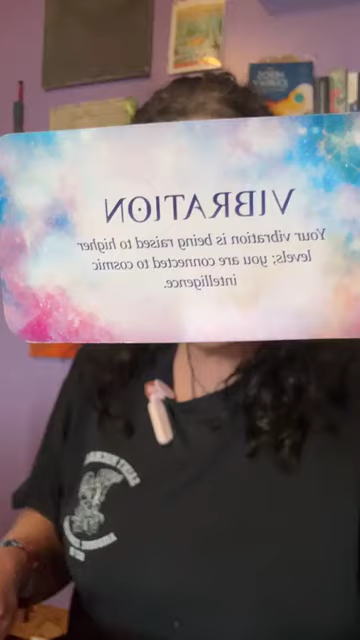 VIBRATION
Your vibration is being raised to higher
levels; you are connected to cosmic
intelligence.